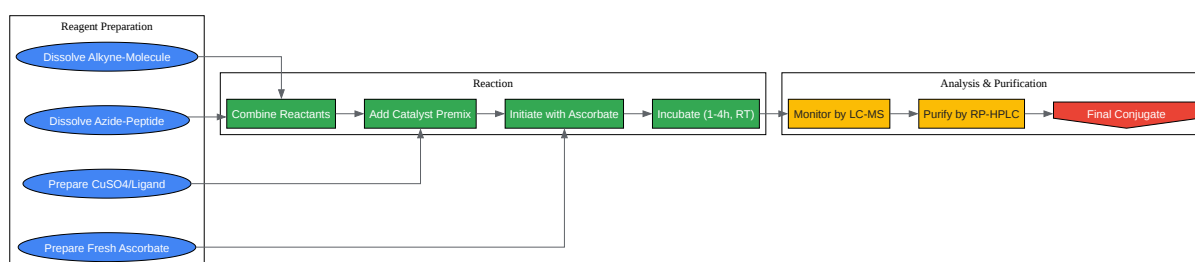 Reagent Preparation
Dissolve Alkyne-Molecule
Dissolve Azide-Peptide
Prepare CuSO4/Ligand
Prepare Fresh Ascorbate
Reaction
Combine Reactants
Add Catalyst Premix
Initiate with Ascorbate
Incubate (1-4h, RT)
Analysis & Purification
Monitor by LC-MS
Purify by RP-HPLC
Final Conjugate